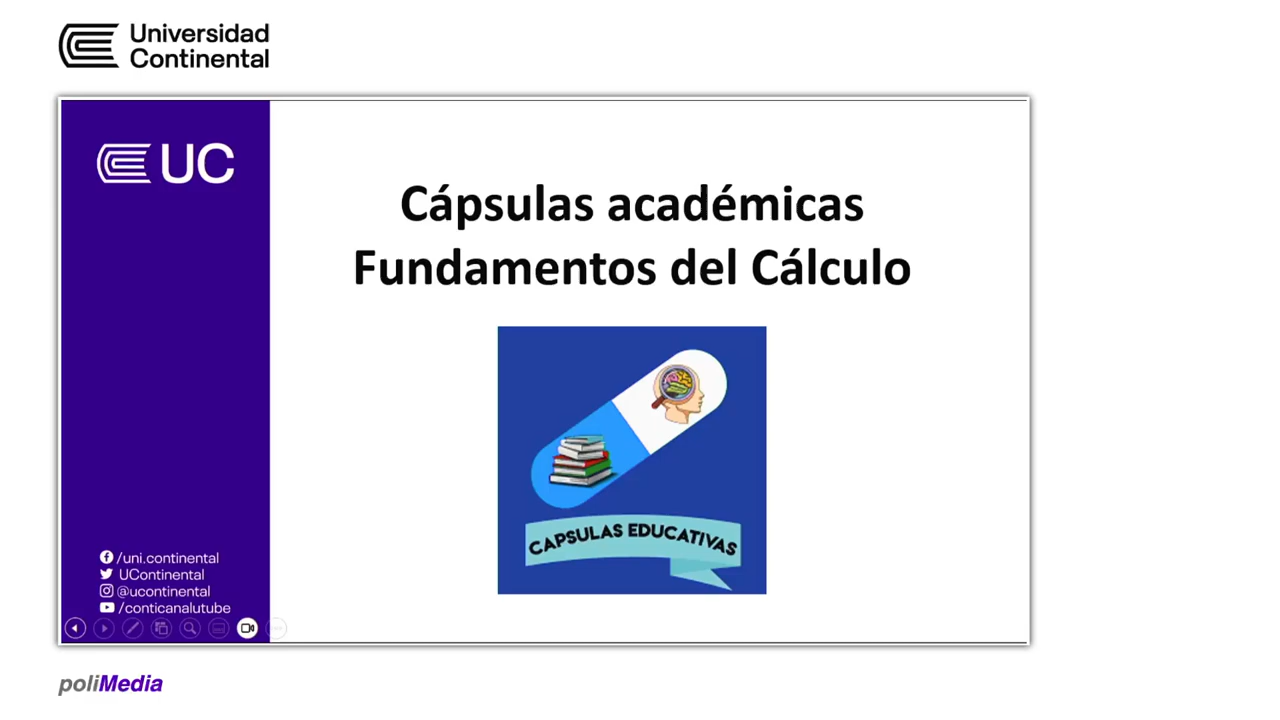 Universidad
Continental
UC
Cápsulas académicas
Fundamentos del Cálculo
CAPSULAS EDUCATIVAS
/uni.continental
UContinental
@ucontinental
/conticanalutube
poliMedia